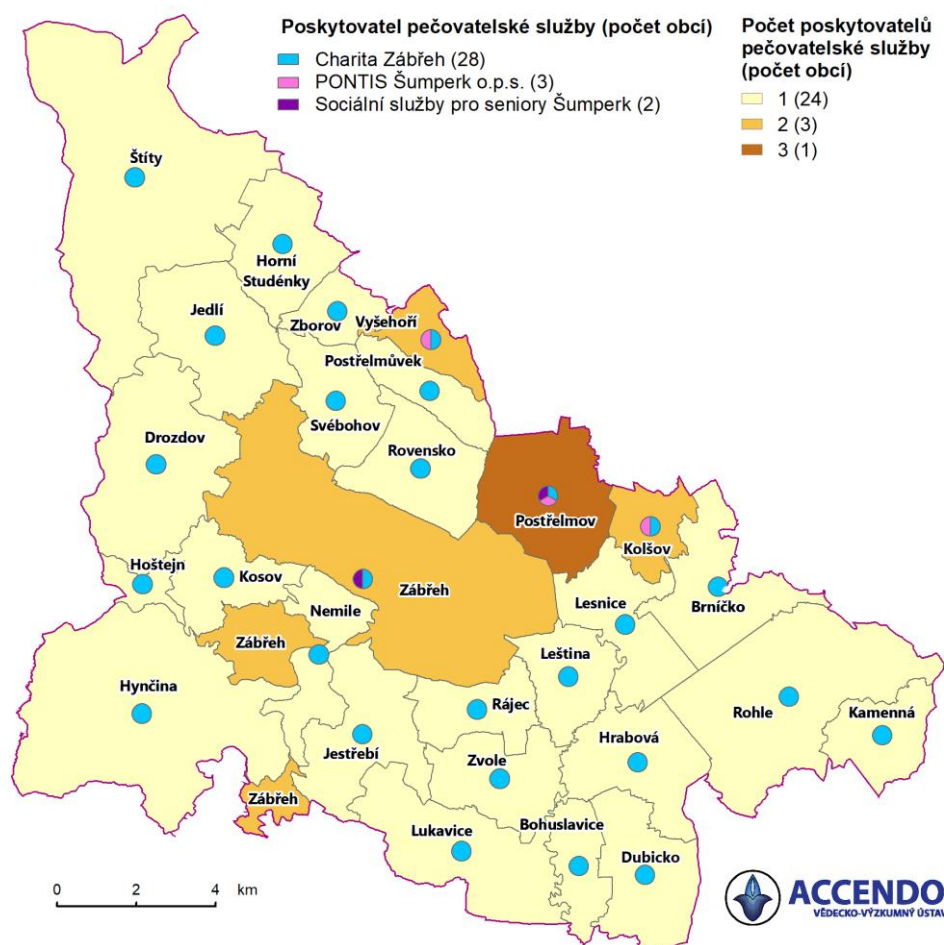 Poskytovatel pečovatelské služby (počet obcí)
Charita Zábřeh (28)
PONTIS Šumperk o.p.s. (3)
Sociální služby pro seniory Šumperk (2)
Počet poskytovatelů
pečovatelské služby
(počet obcí)
1 (24)
2 (3)
3 (1)
Štíty
Horní
Studénky
Jedlí
Zborov
Vyšehoří
Postřelmůvek
Svébohov
Drozdov
Rovensko
Postřelmov
Kolšov
Hoštejn
Kosov
Zábřeh
Nemile
Lesnice
Brníčko
Zábřeh
Leština
Hynčina
Rájec
Rohle
Kamenná
Jestřebí
Zvole
Hrabová
Zábřeh
Lukavice
Bohuslavice
Dubicko
0 2 4 km
ACCENDO
VĚDECKO-VÝZKUMNÝ ÚSTAV